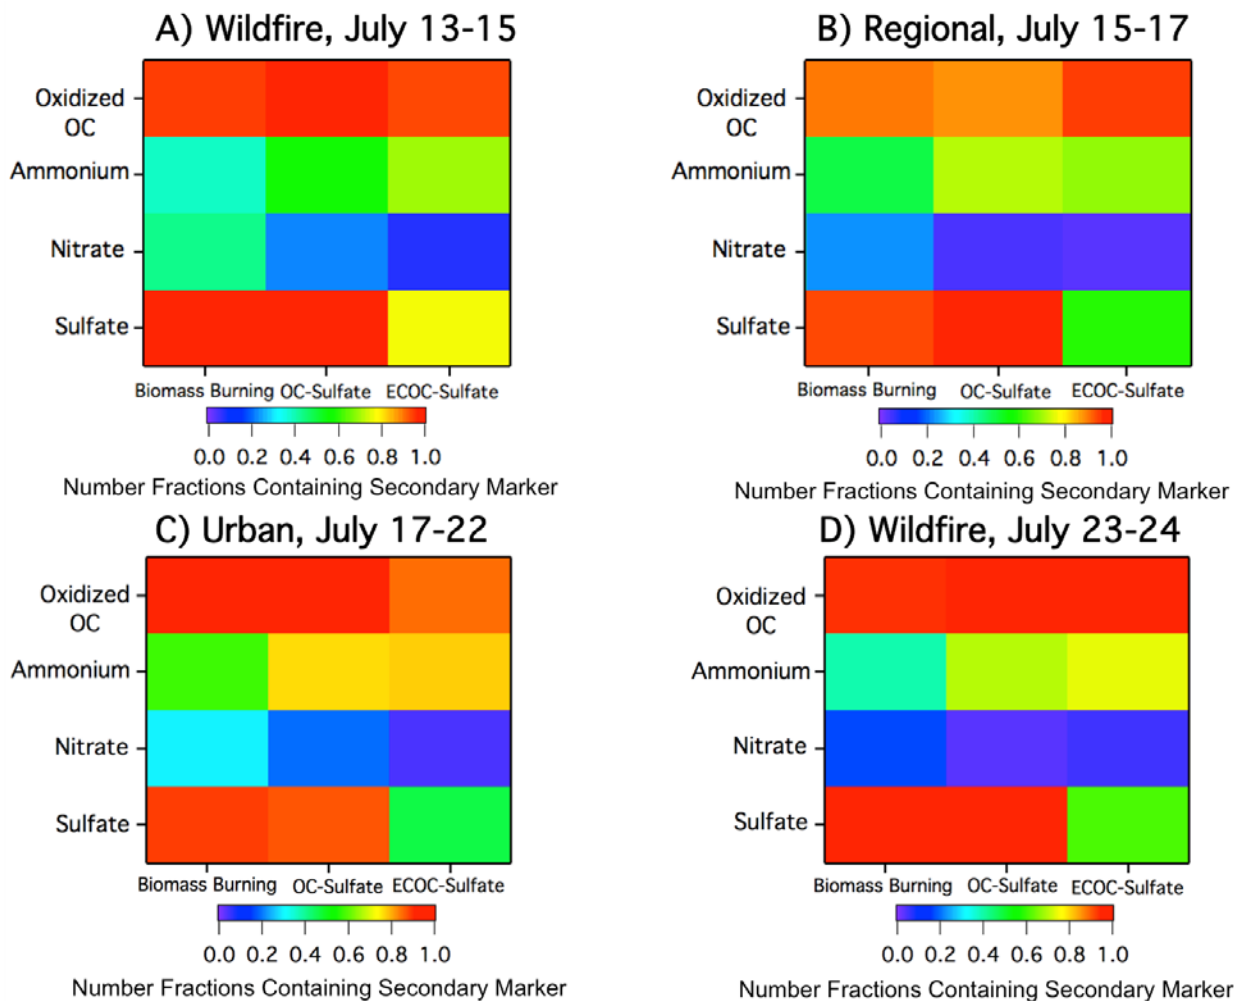 A) Wildfire, July 13-15
Oxidized
OC
Ammonium
Nitrate
Sulfate
Biomass Burning OC-Sulfate ECOC-Sulfate
0.0 0.2 0.4 0.6 0.8 1.0
Number Fractions Containing Secondary Marker
B) Regional, July 15-17
Oxidized
OC
Ammonium
Nitrate
Sulfate
Biomass Burning OC-Sulfate ECOC-Sulfate
0.0 0.2 0.4 0.6 0.8 1.0
Number Fractions Containing Secondary Marker
C) Urban, July 17-22
Oxidized
OC
Ammonium
Nitrate
Sulfate
Biomass Burning OC-Sulfate ECOC-Sulfate
0.0 0.2 0.4 0.6 0.8 1.0
Number Fractions Containing Secondary Marker
D) Wildfire, July 23-24
Oxidized
OC
Ammonium
Nitrate
Sulfate
Biomass Burning OC-Sulfate ECOC-Sulfate
0.0 0.2 0.4 0.6 0.8 1.0
Number Fractions Containing Secondary Marker